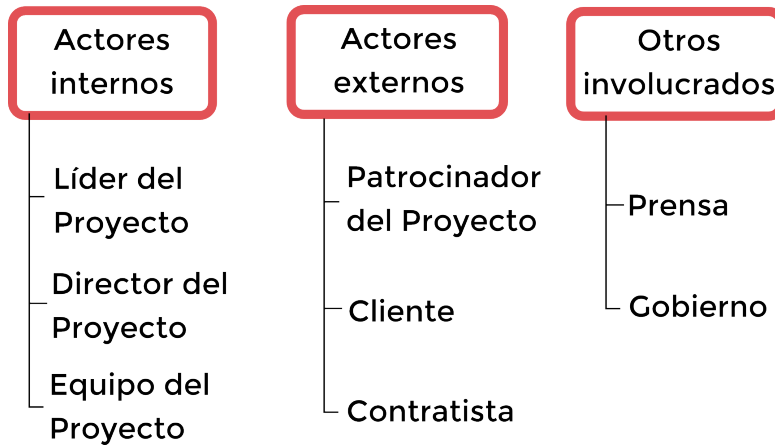 Actores
internos
Líder del
Proyecto
Director del
Proyecto
Equipo del
Proyecto
Actores
externos
Patrocinador
del Proyecto
Cliente
Contratista
Otros
involucrados
Prensa
Gobierno